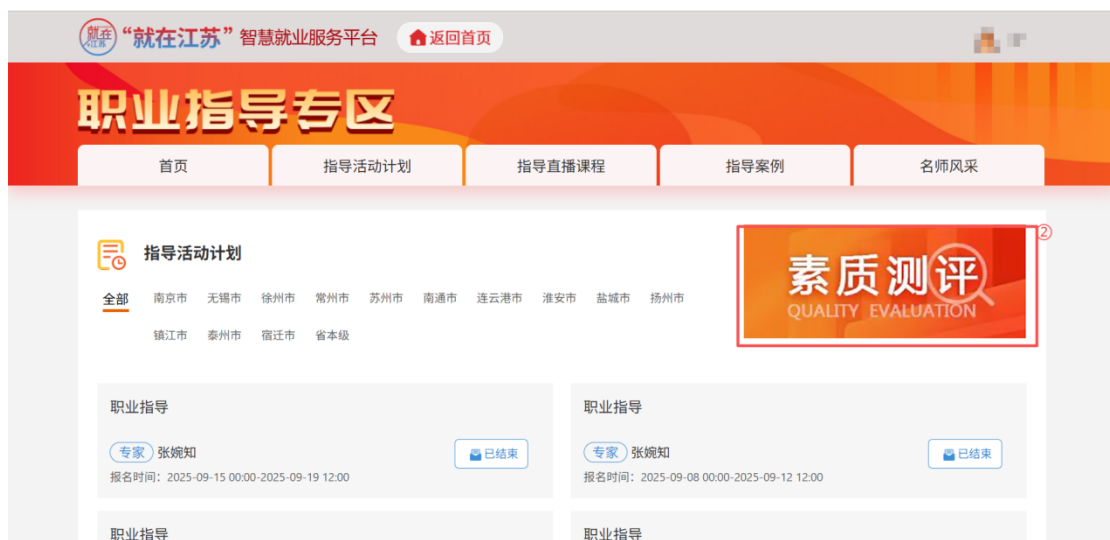 就在江苏 “就在江苏” 智慧就业服务平台 返回首页
职业指导专区
首页 指导活动计划 指导直播课程 指导案例 名师风采
指导活动计划
全部 南京市 无锡市 徐州市 常州市 苏州市 南通市 连云港市 淮安市 盐城市 扬州市
镇江市 泰州市 宿迁市 省本级
②
素质测评
QUALITY EVALUATION
职业指导
专家 张婉知
已结束
报名时间：2025-09-15 00:00-2025-09-19 12:00
职业指导
专家 张婉知
已结束
报名时间：2025-09-08 00:00-2025-09-12 12:00
职业指导
职业指导